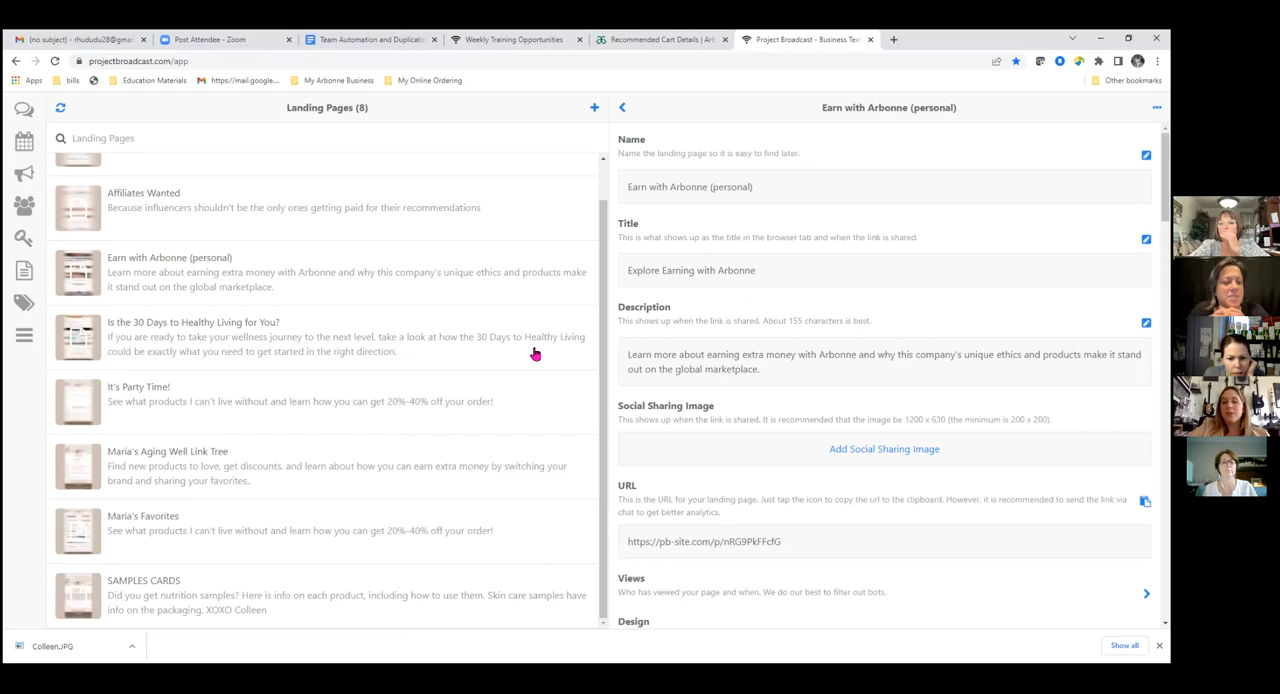 (no subject) - rhududu28@gmai
Post Attendee - Zoom
Team Automation and Duplicati
Weekly Training Opportunities
Recommended Cart Details | Arb
Project Broadcast - Business Tex
projectbroadcast.com/app
Apps
bills
Education Materials
https://mail.google...
My Arbonne Business
My Online Ordering
Other bookmarks
Landing Pages (8)
Landing Pages
Affiliates Wanted
Because influencers shouldn't be the only ones getting paid for their recommendations
Earn with Arbonne (personal)
Learn more about earning extra money with Arbonne and why this company's unique ethics and products make
it stand out on the global marketplace.
Is the 30 Days to Healthy Living for You?
If you are ready to take your wellness journey to the next level, take a look at how the 30 Days to Healthy Living
could be exactly what you need to get started in the right direction.
It's Party Time!
See what products I can't live without and learn how you can get 20%-40% off your order!
Maria's Aging Well Link Tree
Find new products to love, get discounts, and learn about how you can earn extra money by switching your
brand and sharing your favorites..
Maria's Favorites
See what products I can't live without and learn how you can get 20%-40% off your order!
SAMPLES CARDS
Did you get nutrition samples? Here is info on each product, including how to use them. Skin care samples have
info on the packaging. XOXO Colleen
Earn with Arbonne (personal)
Name
Name the landing page so it is easy to find later.
Earn with Arbonne (personal)
Title
This is what shows up as the title in the browser tab and when the link is shared.
Explore Earning with Arbonne
Description
This shows up when the link is shared. About 155 characters is best.
Learn more about earning extra money with Arbonne and why this company's unique ethics and products make it stand
out on the global marketplace.
Social Sharing Image
This shows up when the link is shared. It is recommended that the image be 1200 x 630 (the minimum is 200 x 200).
Add Social Sharing Image
URL
This is the URL for your landing page. Just tap the icon to copy the url to the clipboard. However, it is recommended to send the link via
chat to get better analytics.
https://pb-site.com/p/nRG9PkFFcfG
Views
Who has viewed your page and when. We do our best to filter out bots.
Design
Colleen.JPG
Show all